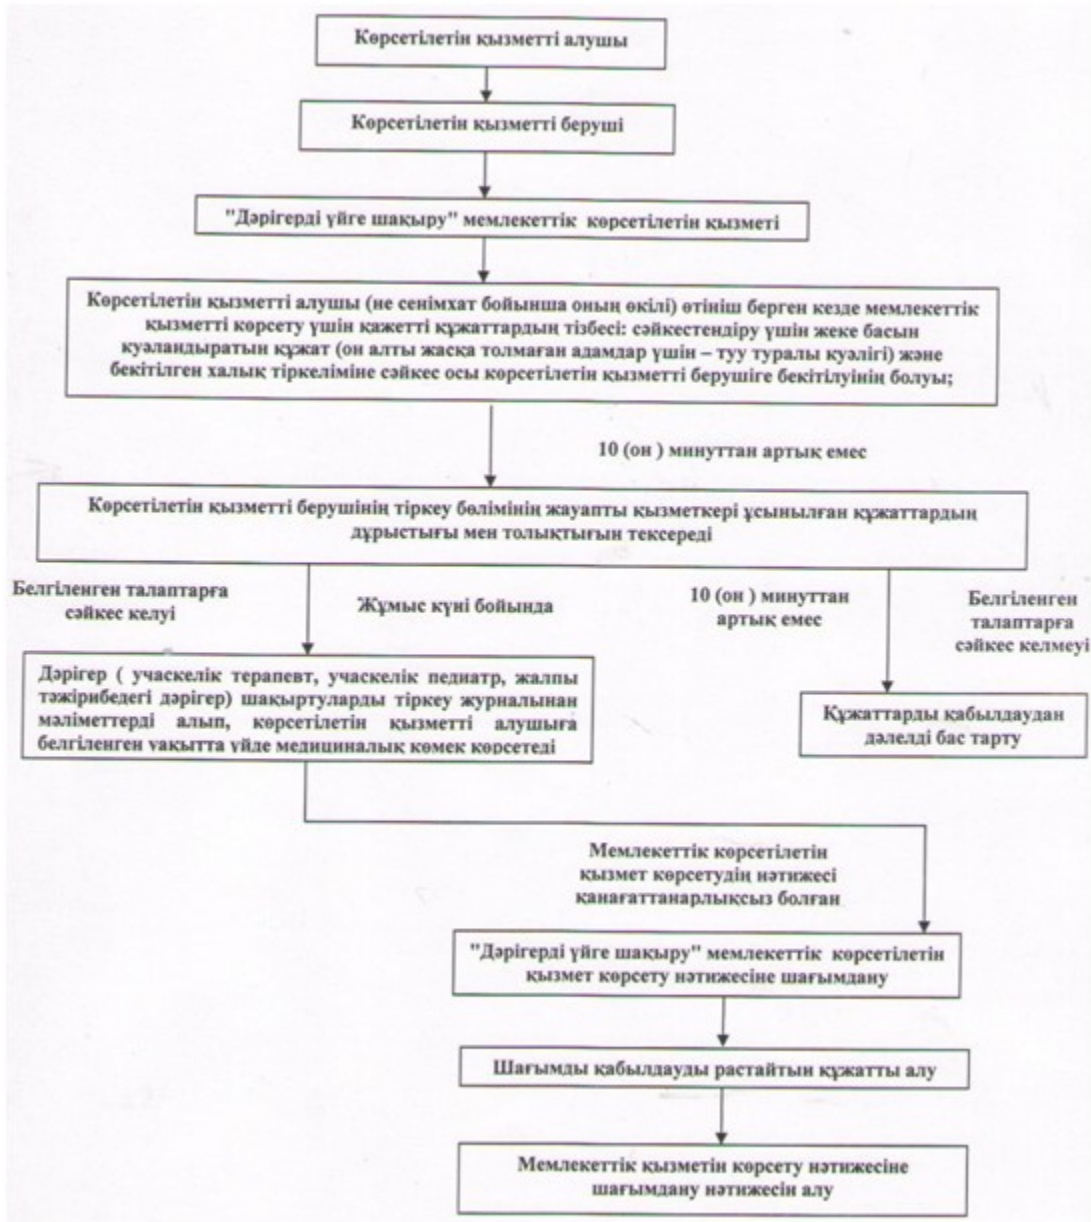 Көрсетілетін қызметті алушы
Көрсетілетін қызметті беруші
"Дәрігерді үйге шақыру" мемлекеттік көрсетілетін қызметі
Көрсетілетін қызметті алушы (не сенімхат бойынша оның өкілі) өтініш берген кезде мемлекеттік
қызметті көрсету үшін қажетті құжаттардың тізбесі: сәйкестендіру үшін жеке басын
куәландыратын құжат (он алты жасқа толмаған адамдар үшін – туу туралы куәлігі) және
бекітілген халық тіркеліміне сәйкес осы көрсетілетін қызметті берушіге бекітілуінің болуы;
10 (он ) минуттан артық емес
Көрсетілетін қызметті берушінің тіркеу бөлімінің жауапты қызметкері ұсынылған құжаттардың
дұрыстығы мен толықтығын тексереді
Белгіленген талаптарға
сәйкес келуі
Жұмыс күні бойында
10 (он ) минуттан
артық емес
Белгіленген
талаптарға
сәйкес келмеуі
Дәрігер ( учаскелік терапевт, учаскелік педиатр, жалпы
тәжірибедегі дәрігер) шақыртуларды тіркеу журналынан
мәліметтерді алып, көрсетілетін қызметті алушыға
белгіленген уақытта үйде медициналық көмек көрсетеді
Құжаттарды қабылдаудан
дәлелді бас тарту
Мемлекеттік көрсетілетін
қызмет көрсетудің нәтижесі
қанағаттанарлықсыз болған
"Дәрігерді үйге шақыру" мемлекеттік көрсетілетін
қызмет көрсету нәтижесіне шағымдану
Шағымды қабылдауды растайтын құжатты алу
Мемлекеттік қызметін көрсету нәтижесіне
шағымдану нәтижесін алу